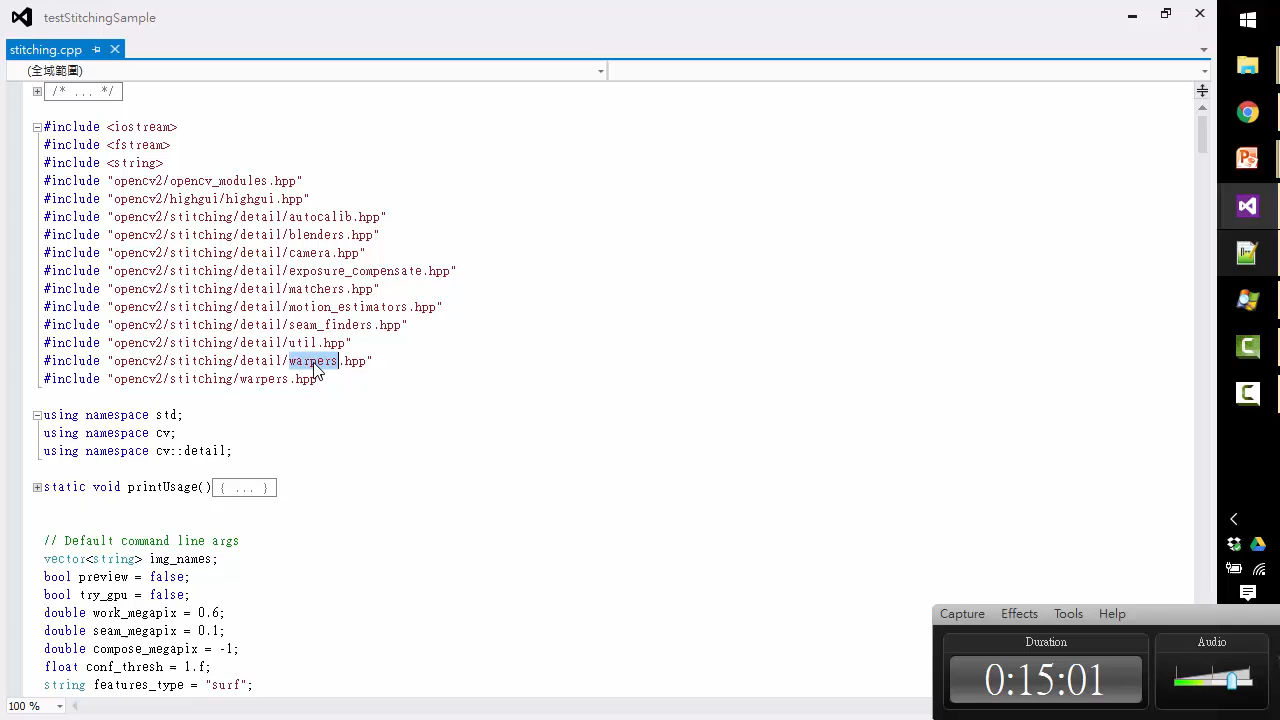 testStitchingSample
stitching.cpp
(全域範圍)
/* ... */
#include <iostream>
#include <fstream>
#include <string>
#include "opencv2/opencv_modules.hpp"
#include "opencv2/highgui/highgui.hpp"
#include "opencv2/stitching/detail/autocalib.hpp"
#include "opencv2/stitching/detail/blenders.hpp"
#include "opencv2/stitching/detail/camera.hpp"
#include "opencv2/stitching/detail/exposure_compensate.hpp"
#include "opencv2/stitching/detail/matchers.hpp"
#include "opencv2/stitching/detail/motion_estimators.hpp"
#include "opencv2/stitching/detail/seam_finders.hpp"
#include "opencv2/stitching/detail/util.hpp"
#include "opencv2/stitching/detail/warpers.hpp"
#include "opencv2/stitching/warpers.hpp"
using namespace std;
using namespace cv;
using namespace cv::detail;
static void printUsage(){ ... }
// Default command line args
vector<string> img_names;
bool preview = false;
bool try_gpu = false;
double work_megapix = 0.6;
double seam_megapix = 0.1;
double compose_megapix = -1;
float conf_thresh = 1.f;
string features_type = "surf";
100 %
Capture Effects Tools Help
Duration
Audio
0:15:01